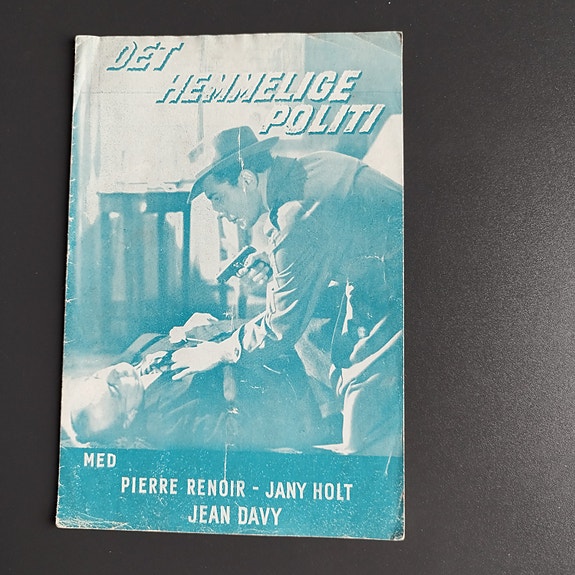 DET
HEMMELIGE
POLITI
MED
PIERRE RENOIR - JANY HOLT
JEAN DAVY